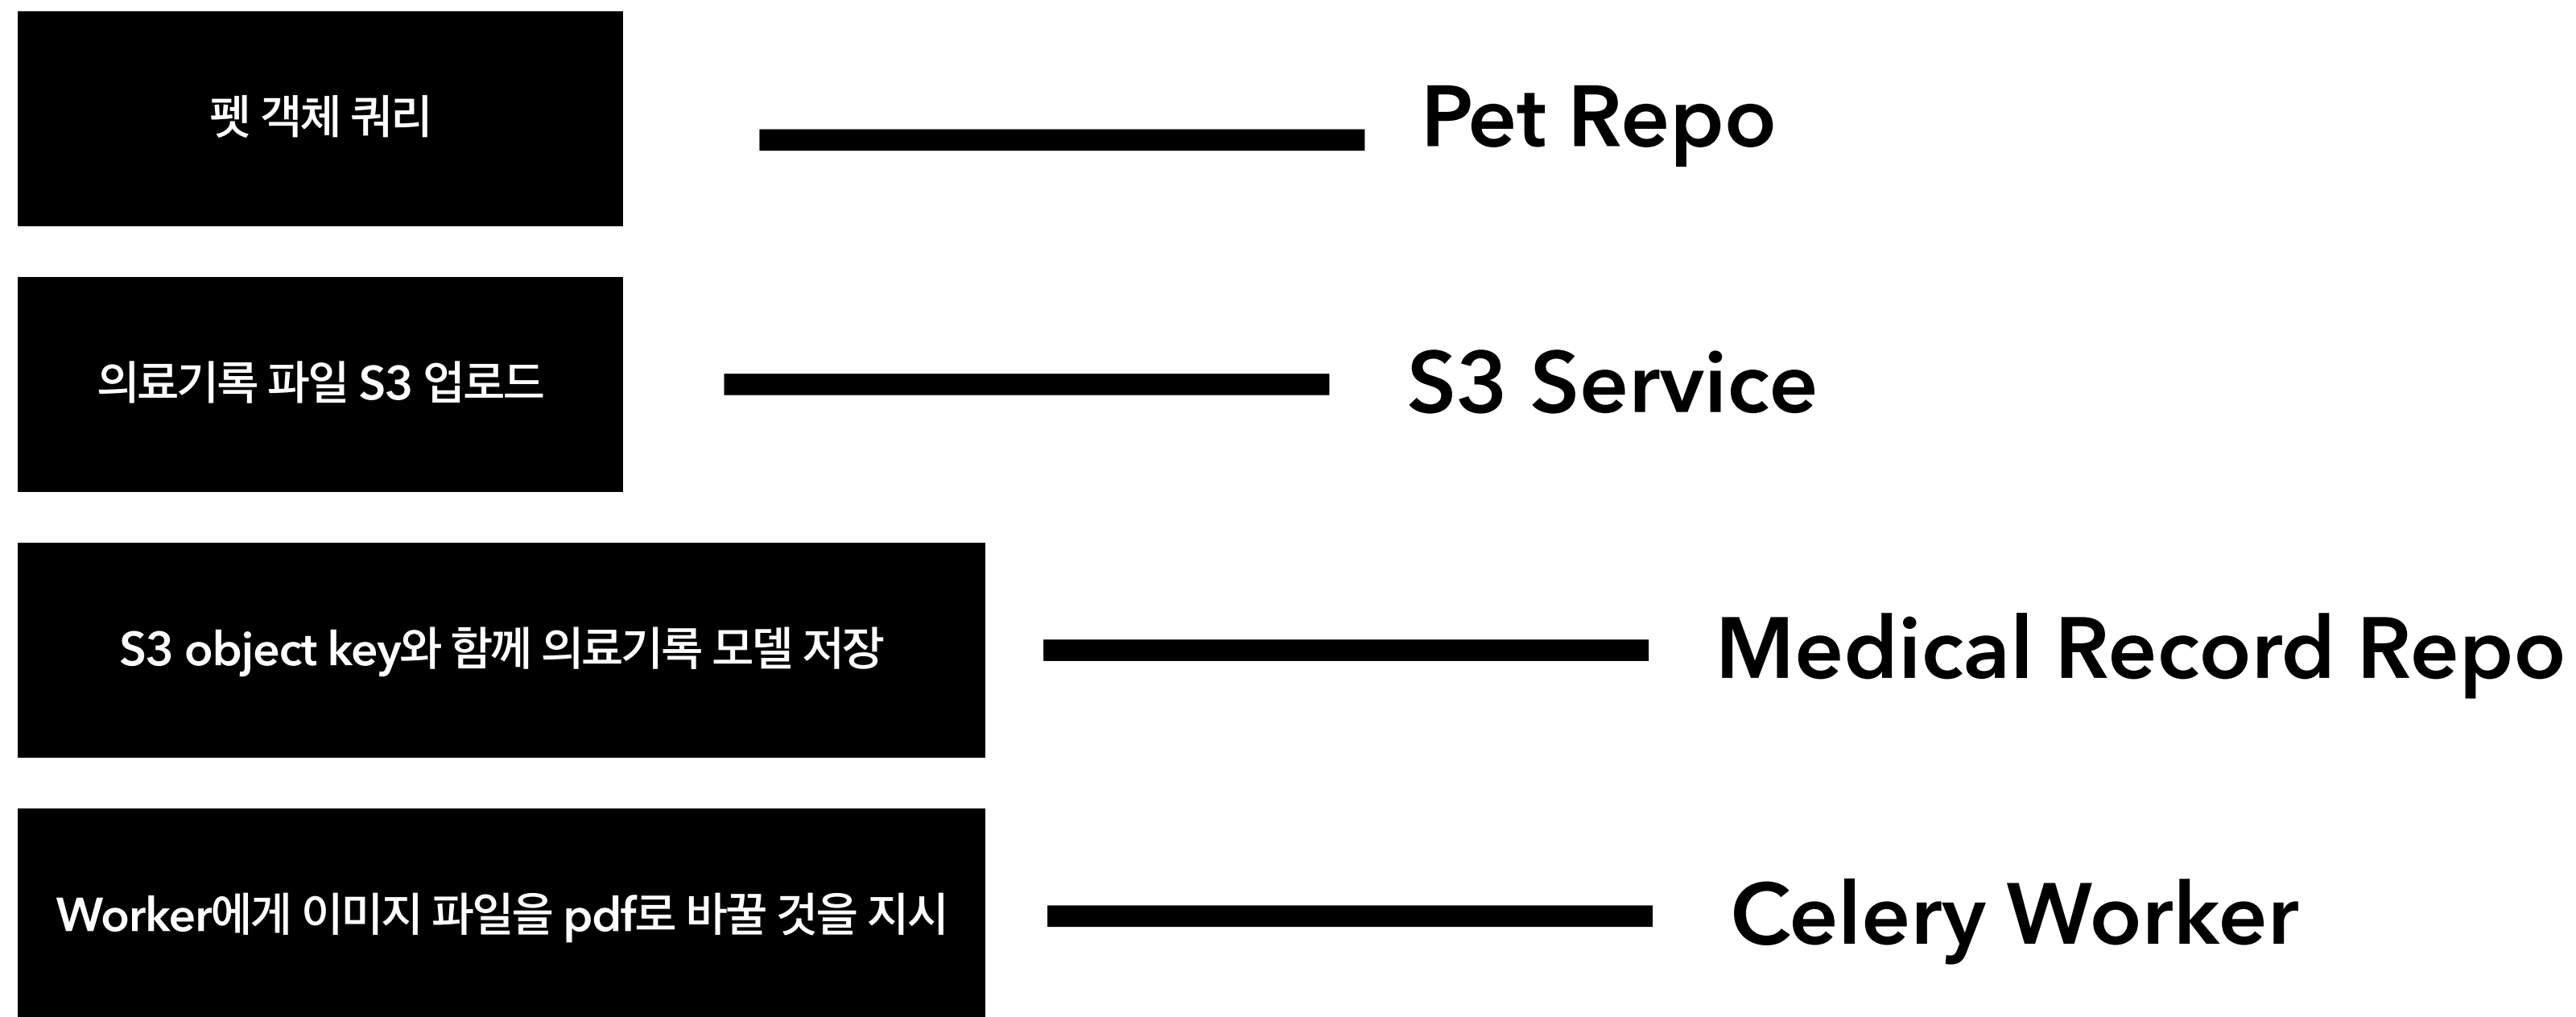 펫 객체 쿼리
Pet Repo
의료기록 파일 S3 업로드
S3 Service
S3 object key와 함께 의료기록 모델 저장
Medical Record Repo
Worker에게 이미지 파일을 pdf로 바꿀 것을 지시
Celery Worker